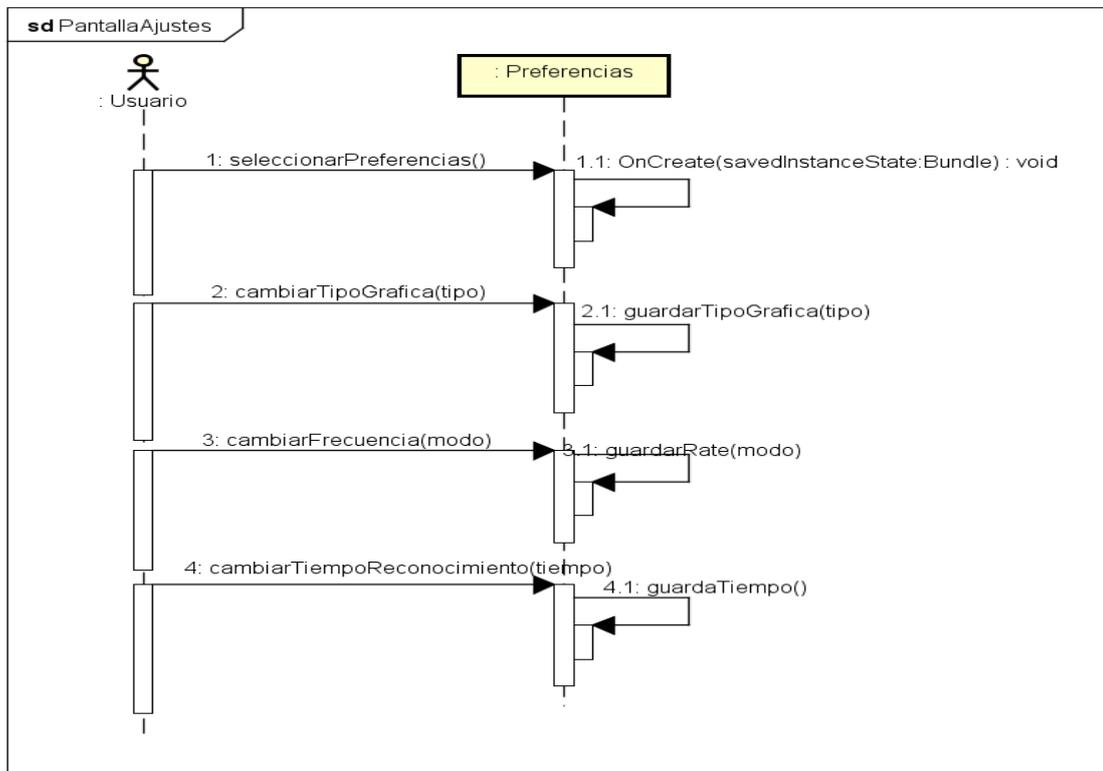 sd PantallaAjustes
: Usuario
: Preferencias
1: seleccionarPreferencias()
1.1: OnCreate(savedInstanceState:Bundle) : void
2: cambiarTipoGrafica(tipo)
2.1: guardarTipoGrafica(tipo)
3: cambiarFrecuencia(modo)
3.1: guardarRate(modo)
4: cambiarTiempoReconocimiento(tiempo)
4.1: guardaTiempo()